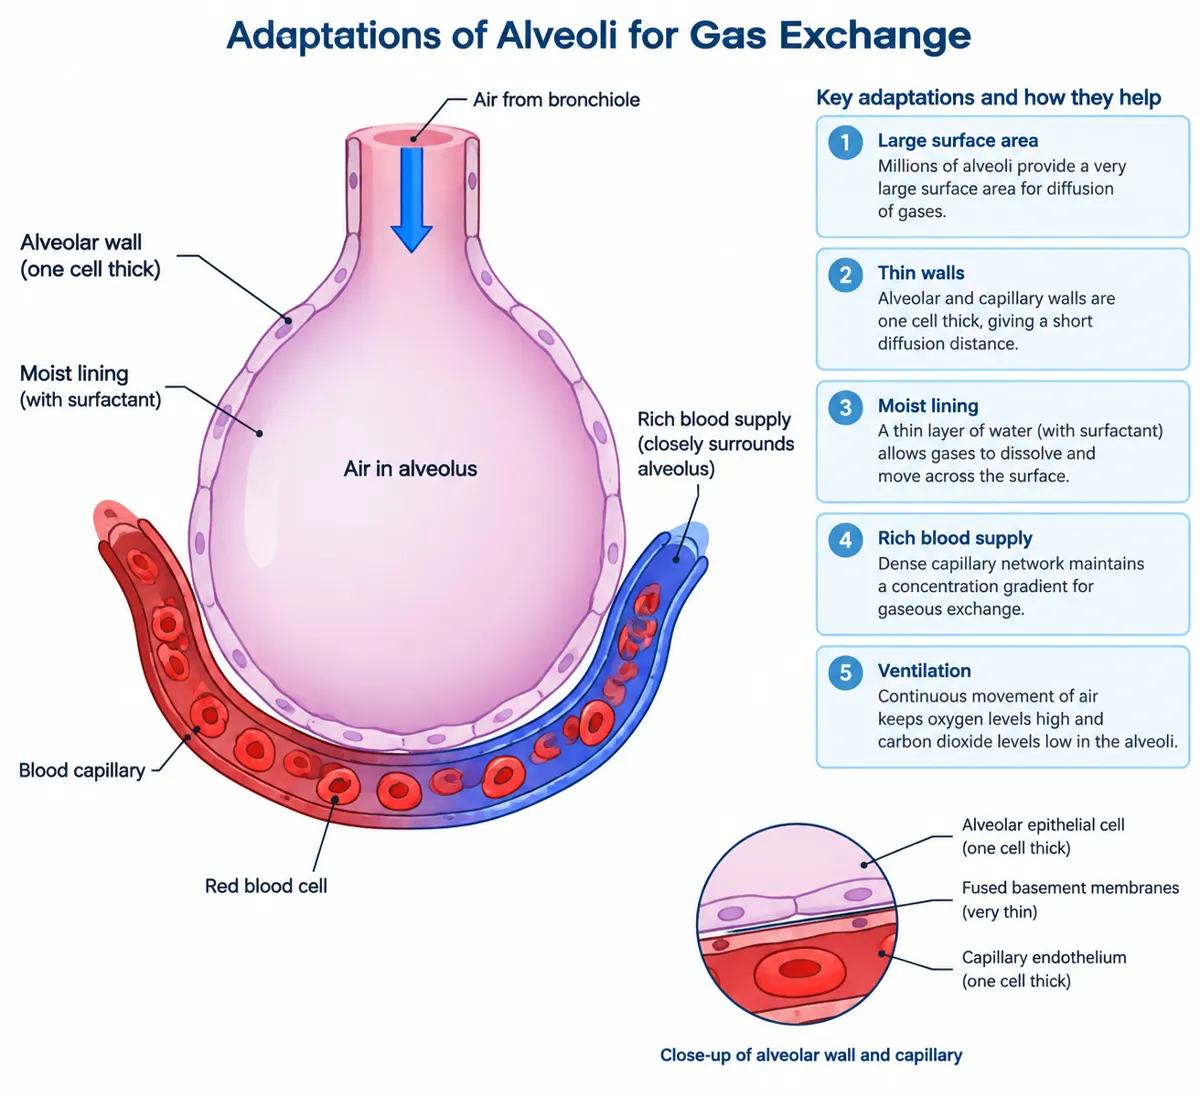 Adaptations of Alveoli for Gas Exchange
Air from bronchiole
Alveolar wall
(one cell thick)
Moist lining
(with surfactant)
Air in alveolus
Rich blood supply
(closely surrounds
alveolus)
Blood capillary
Red blood cell
Key adaptations and how they help
1
Large surface area
Millions of alveoli provide a very
large surface area for diffusion
of gases.
2
Thin walls
Alveolar and capillary walls are
one cell thick, giving a short
diffusion distance.
3
Moist lining
A thin layer of water (with surfactant)
allows gases to dissolve and
move across the surface.
4
Rich blood supply
Dense capillary network maintains
a concentration gradient for
gaseous exchange.
5
Ventilation
Continuous movement of air
keeps oxygen levels high and
carbon dioxide levels low in the alveoli.
Alveolar epithelial cell
(one cell thick)
Fused basement membranes
(very thin)
Capillary endothelium
(one cell thick)
Close-up of alveolar wall and capillary